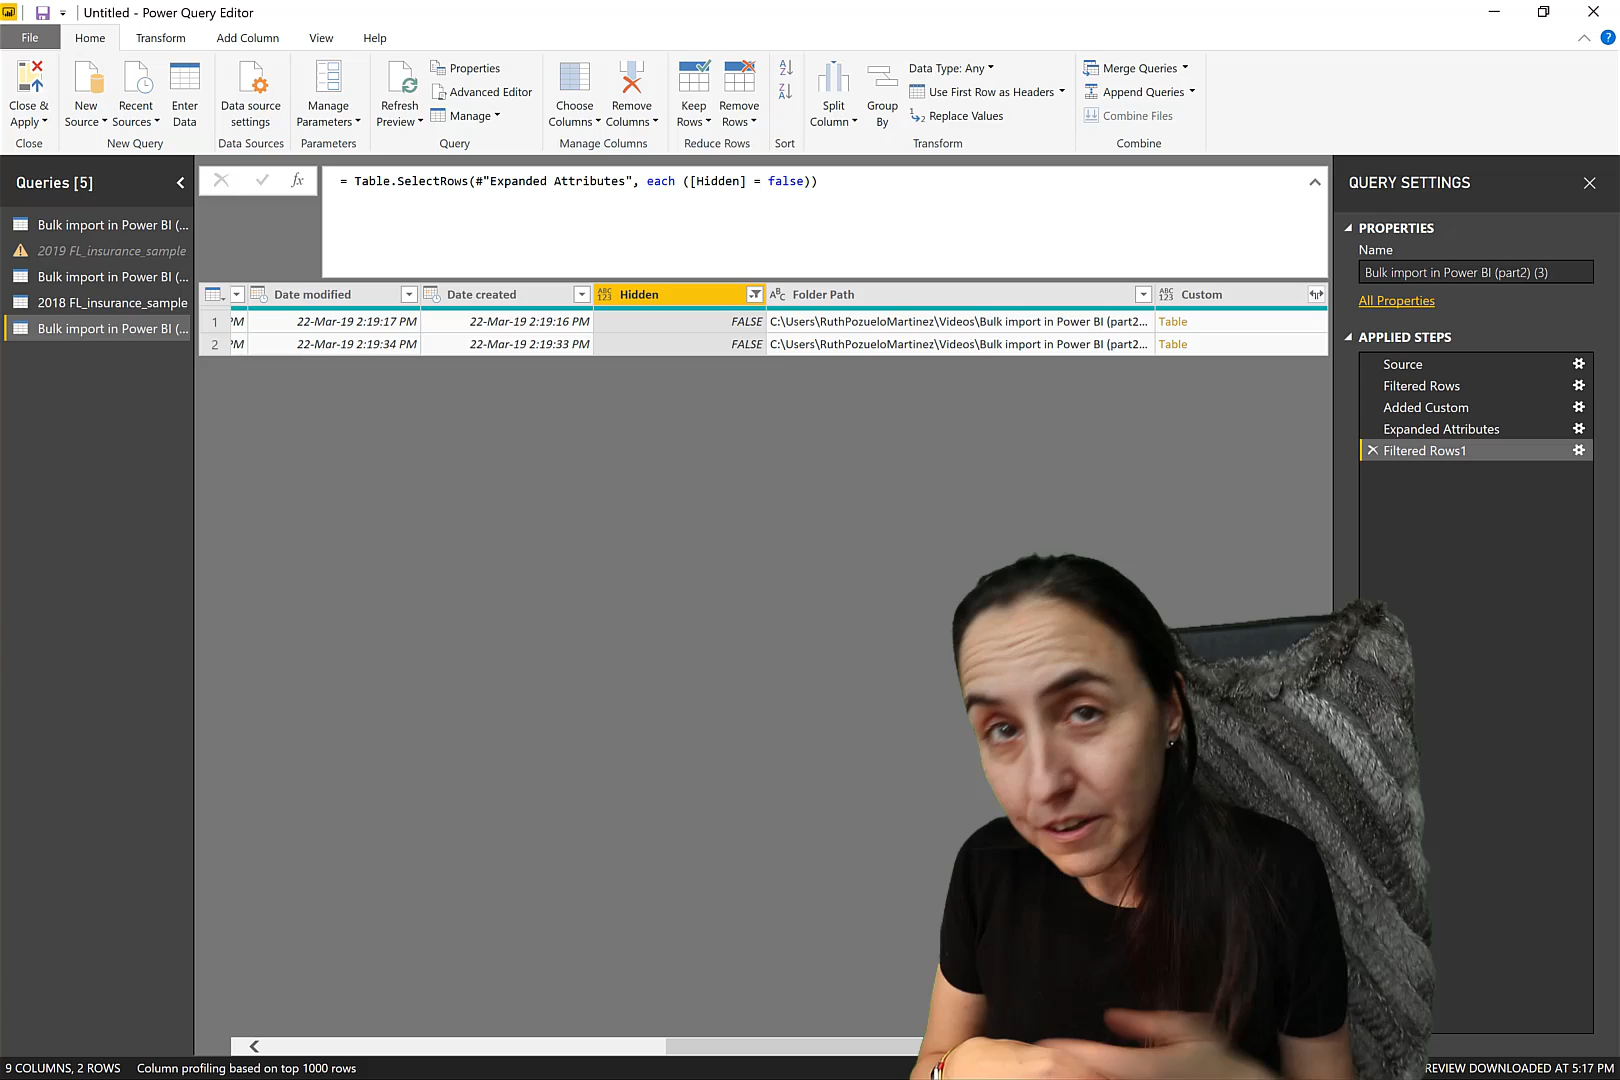 Untitled - Power Query Editor
File
Home
Transform
Add Column
View
Help
Close &
Apply
New
Source
Recent
Sources
Enter
Data
Data source
settings
Manage
Parameters
Refresh
Preview
Properties
Advanced Editor
Manage
Choose
Columns
Remove
Columns
Keep
Rows
Remove
Rows
Split
Column
Group
By
Data Type: Any
Use First Row as Headers
Replace Values
Merge Queries
Append Queries
Combine Files
Close
New Query
Data Sources
Parameters
Query
Manage Columns
Reduce Rows
Sort
Transform
Combine
Queries [5]
Bulk import in Power BI (...
2019 FL_insurance_sample
Bulk import in Power BI (...
2018 FL_insurance_sample
Bulk import in Power BI (...
fx
= Table.SelectRows(#"Expanded Attributes", each ([Hidden] = false))
Date modified
Date created
ABC
123
Hidden
ABC
Folder Path
ABC
123
Custom
1 PM 22-Mar-19 2:19:17 PM 22-Mar-19 2:19:16 PM FALSE C:\Users\RuthPozueloMartinez\Videos\Bulk import in Power BI (part2... Table
2 PM 22-Mar-19 2:19:34 PM 22-Mar-19 2:19:33 PM FALSE C:\Users\RuthPozueloMartinez\Videos\Bulk import in Power BI (part2... Table
QUERY SETTINGS
PROPERTIES
Name
Bulk import in Power BI (part2) (3)
All Properties
APPLIED STEPS
Source
Filtered Rows
Added Custom
Expanded Attributes
Filtered Rows1
9 COLUMNS, 2 ROWS
Column profiling based on top 1000 rows
REVIEW DOWNLOADED AT 5:17 PM